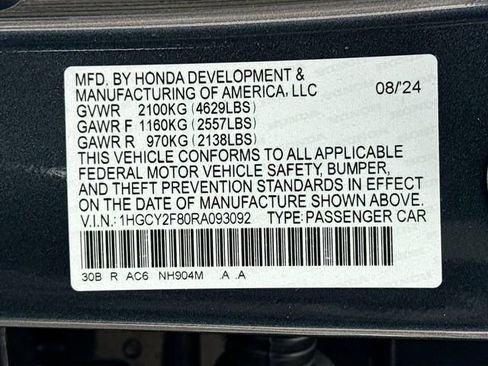 MFD. BY HONDA DEVELOPMENT &
MANUFACTURING OF AMERICA, LLC 08/'24
GVWR 2100KG (4629LBS)
GAWR F 1160KG (2557LBS)
GAWR R 970KG (2138LBS)
THIS VEHICLE CONFORMS TO ALL APPLICABLE
FEDERAL MOTOR VEHICLE SAFETY, BUMPER,
AND THEFT PREVENTION STANDARDS IN EFFECT
ON THE DATE OF MANUFACTURE SHOWN ABOVE.
V.I.N.: 1HGCY2F80RA093092 TYPE: PASSENGER CAR
30B R AC6 NH904M .A .A